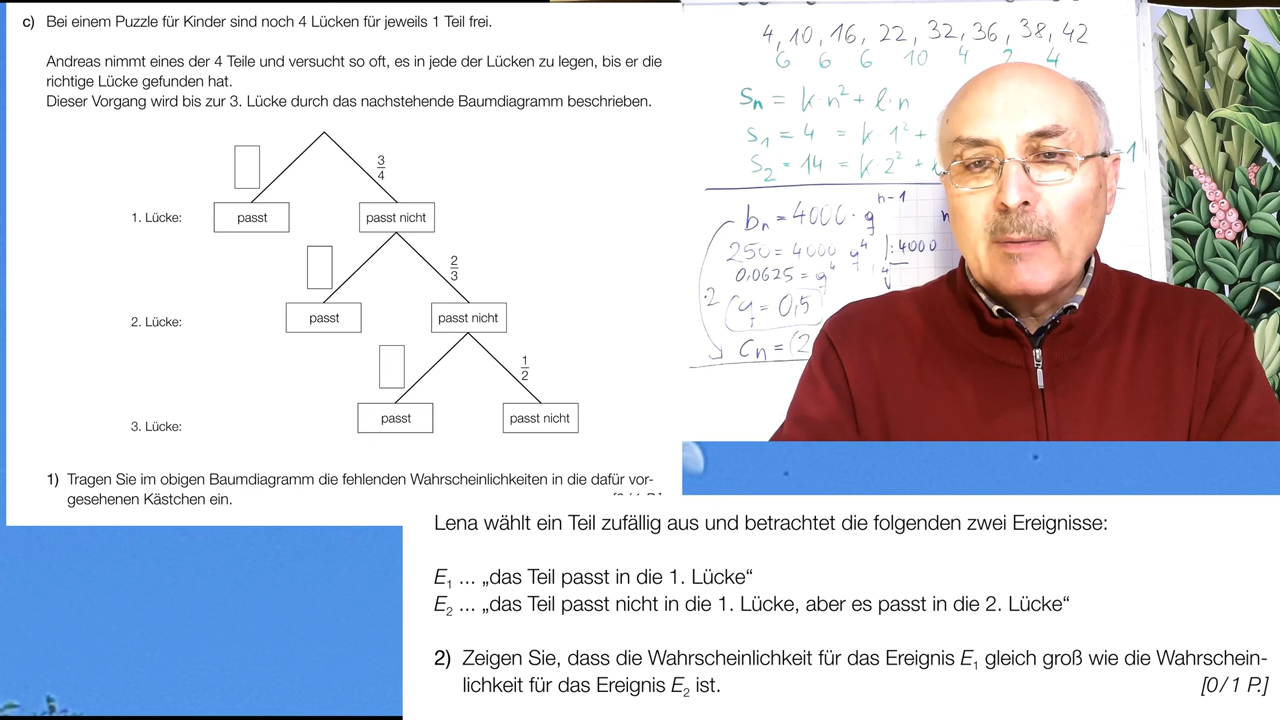 c) Bei einem Puzzle für Kinder sind noch 4 Lücken für jeweils 1 Teil frei.
Andreas nimmt eines der 4 Teile und versucht so oft, es in jede der Lücken zu legen, bis er die
richtige Lücke gefunden hat.
Dieser Vorgang wird bis zur 3. Lücke durch das nachstehende Baumdiagramm beschrieben.
3/4
1. Lücke: passt passt nicht
2/3
2. Lücke: passt passt nicht
1/2
3. Lücke: passt passt nicht
1) Tragen Sie im obigen Baumdiagramm die fehlenden Wahrscheinlichkeiten in die dafür vor-
gesehenen Kästchen ein.
4, 10, 16, 22, 32, 36, 38, 42
6 6 6 10 4 2 4
Sn = k·n² + l·n
S1 = 4 = k·1² +
S2 = 14 = k·2² +
bn = 4000·q^n-1
250 = 4000 q⁴ |:4000
0,0625 = q⁴
q = 0,5
·2
cn = (2
Lena wählt ein Teil zufällig aus und betrachtet die folgenden zwei Ereignisse:
E1 ... „das Teil passt in die 1. Lücke“
E2 ... „das Teil passt nicht in die 1. Lücke, aber es passt in die 2. Lücke“
2) Zeigen Sie, dass die Wahrscheinlichkeit für das Ereignis E1 gleich groß wie die Wahrschein-
lichkeit für das Ereignis E2 ist. [0/1 P.]